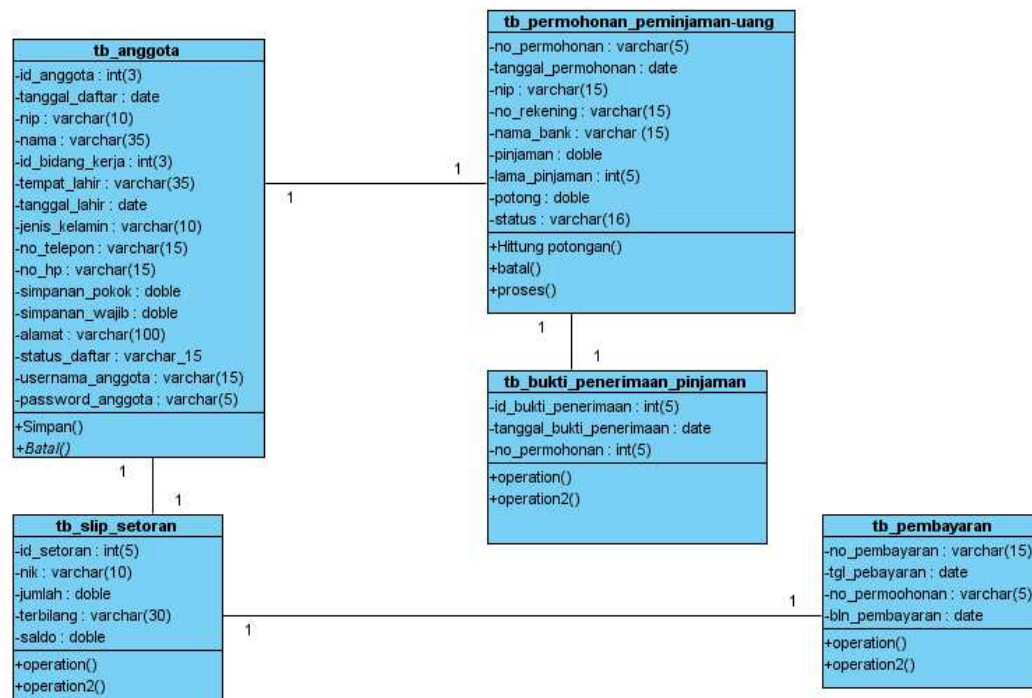 tb_anggota
-id_anggota : int(3)
-tanggal_daftar : date
-nip : varchar(10)
-nama : varchar(35)
-id_bidang_kerja : int(3)
-tempat_lahir : varchar(35)
-tanggal_lahir : date
-jenis_kelamin : varchar(10)
-no_telepon : varchar(15)
-no_hp : varchar(15)
-simpanan_pokok : doble
-simpanan_wajib : doble
-alamat : varchar(100)
-status_daftar : varchar_15
-usernama_anggota : varchar(15)
-password_anggota : varchar(5)
+Simpan()
+Batal()
1
1
tb_permohonan_peminjaman-uang
-no_permohonan : varchar(5)
-tanggal_permohonan : date
-nip : varchar(15)
-no_rekening : varchar(15)
-nama_bank : varchar (15)
-pinjaman : doble
-lama_pinjaman : int(5)
-potong : doble
-status : varchar(16)
+Hittung potongan()
+batal()
+proses()
1
1
tb_bukti_penerimaan_pinjaman
-id_bukti_penerimaan : int(5)
-tanggal_bukti_penerimaan : date
-no_permohonan : int(5)
+operation()
+operation2()
1
1
tb_slip_setoran
-id_setoran : int(5)
-nik : varchar(10)
-jumlah : doble
-terbilang : varchar(30)
-saldo : doble
+operation()
+operation2()
1
1
tb_pembayaran
-no_pembayaran : varchar(15)
-tgl_pebayaran : date
-no_permoohonan : varchar(5)
-bln_pembayaran : date
+operation()
+operation2()